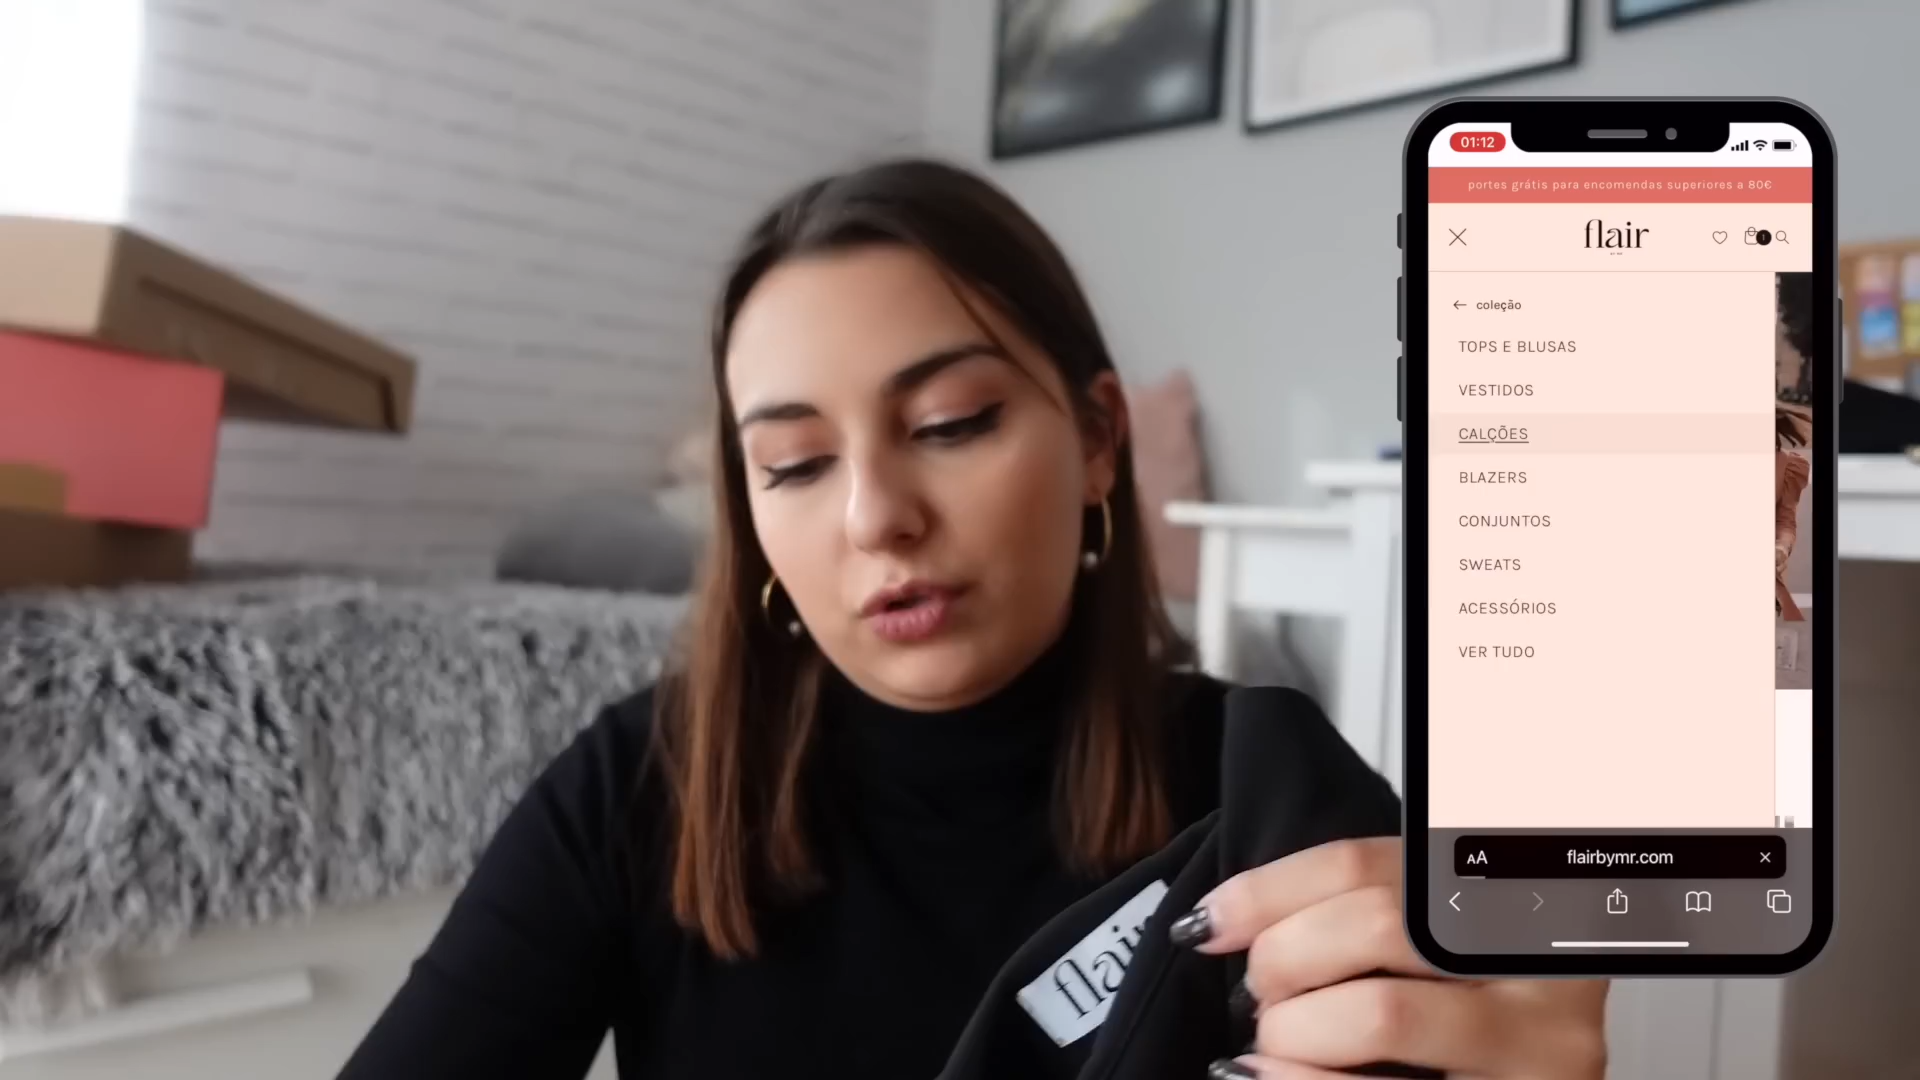 01:12
portes grátis para encomendas superiores a 80€
flair
coleção
TOPS E BLUSAS
VESTIDOS
CALÇÕES
BLAZERS
CONJUNTOS
SWEATS
ACESSÓRIOS
VER TUDO
AA flairbymr.com
flair